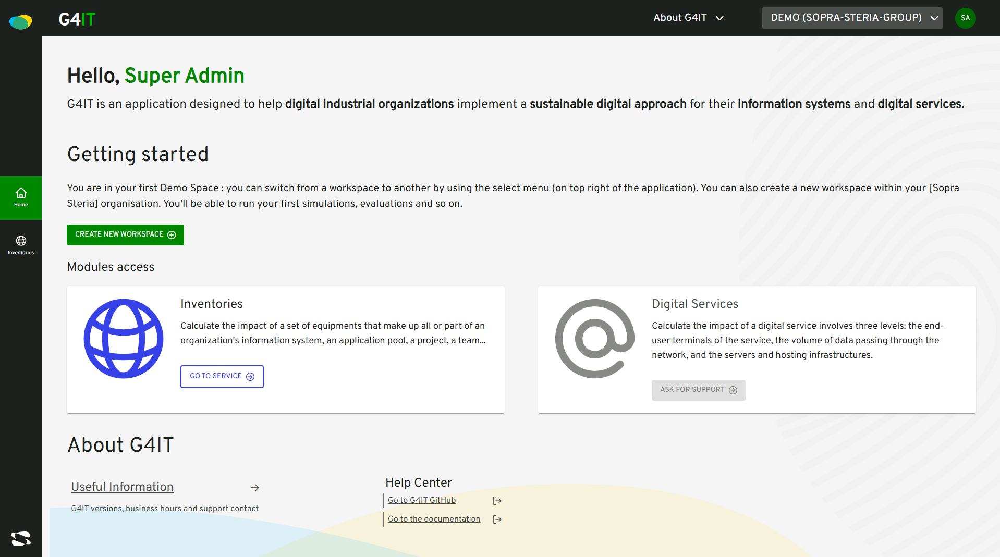 G4IT
About G4IT
DEMO (SOPRA-STERIA-GROUP)
SA
Home
Inventories
Hello, Super Admin
G4IT is an application designed to help digital industrial organizations implement a sustainable digital approach for their information systems and digital services.
Getting started
You are in your first Demo Space : you can switch from a workspace to another by using the select menu (on top right of the application). You can also create a new workspace within your [Sopra
Steria] organisation. You'll be able to run your first simulations, evaluations and so on.
CREATE NEW WORKSPACE
Modules access
Inventories
Calculate the impact of a set of equipments that make up all or part of an
organization's information system, an application pool, a project, a team...
GO TO SERVICE
Digital Services
Calculate the impact of a digital service involves three levels: the end-
user terminals of the service, the volume of data passing through the
network, and the servers and hosting infrastructures.
ASK FOR SUPPORT
About G4IT
Useful Information
G4IT versions, business hours and support contact
Help Center
Go to G4IT GitHub
Go to the documentation